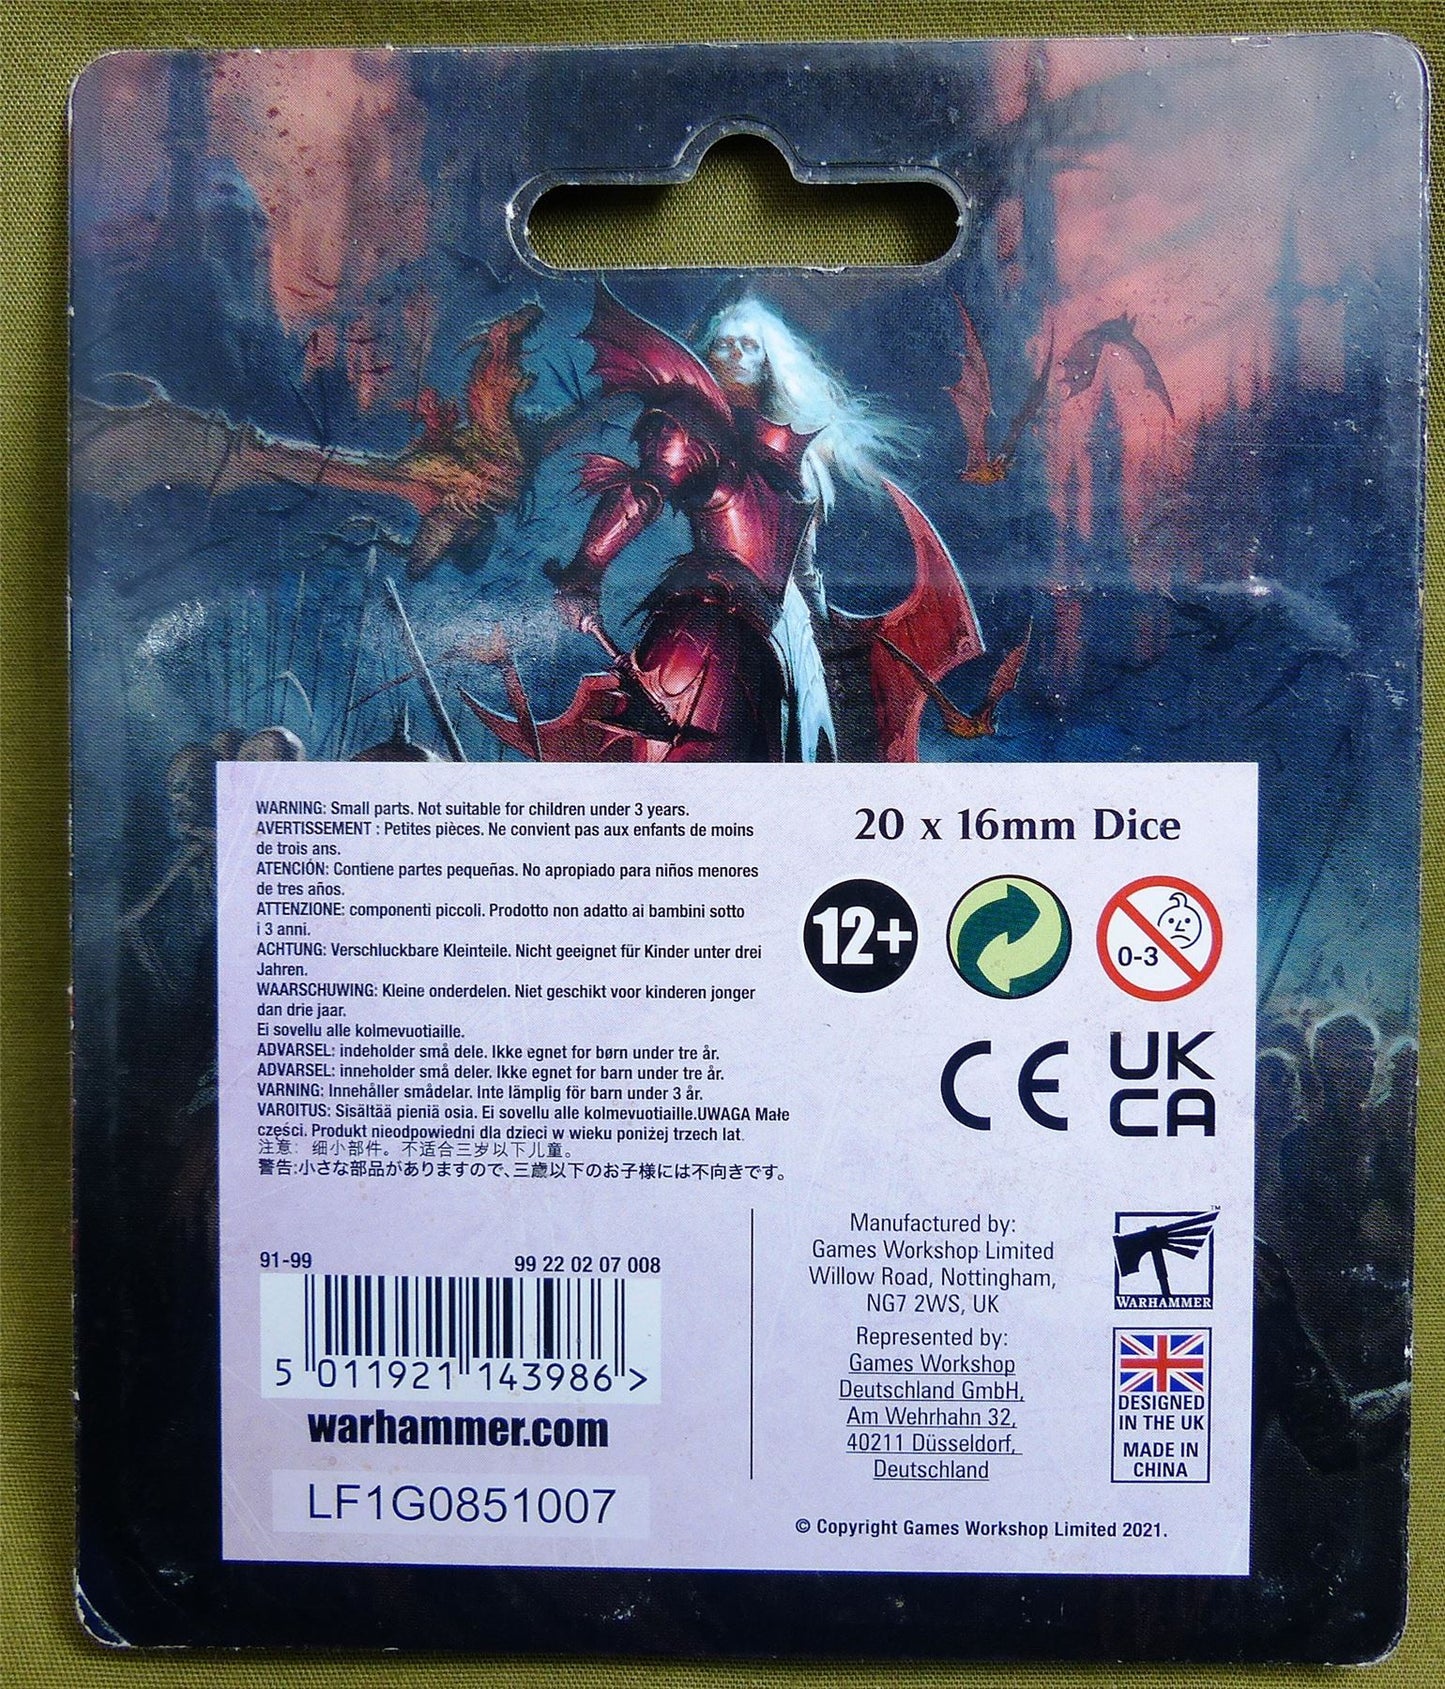 WARNING: Small parts. Not suitable for children under 3 years.
AVERTISSEMENT : Petites pièces. Ne convient pas aux enfants de moins
de trois ans.
ATENCIÓN: Contiene partes pequeñas. No apropiado para niños menores
de tres años.
ATTENZIONE: componenti piccoli. Prodotto non adatto ai bambini sotto
i 3 anni.
ACHTUNG: Verschluckbare Kleinteile. Nicht geeignet für Kinder unter drei
Jahren.
WAARSCHUWING: Kleine onderdelen. Niet geschikt voor kinderen jonger
dan drie jaar.
Ei sovellu alle kolmevuotiaille.
ADVARSEL: indeholder små dele. Ikke egnet for børn under tre år.
ADVARSEL: inneholder små deler. Ikke egnet for barn under tre år.
VARNING: Innehåller smådelar. Inte lämplig för barn under 3 år.
VAROITUS: Sisältää pieniä osia. Ei sovellu alle kolmevuotiaille.UWAGA Małe
części. Produkt nieodpowiedni dla dzieci w wieku poniżej trzech lat.
注意: 细小部件。不适合三岁以下儿童。
警告:小さな部品がありますので、三歳以下のお子様には不向きです。
20 x 16mm Dice
12+
0-3
CE
UK
CA
91-99
99 22 02 07 008
5 011921 143986 >
warhammer.com
LF1G0851007
Manufactured by:
Games Workshop Limited
Willow Road, Nottingham,
NG7 2WS, UK
Represented by:
Games Workshop
Deutschland GmbH,
Am Wehrhahn 32,
40211 Düsseldorf,
Deutschland
™
WARHAMMER
DESIGNED
IN THE UK
MADE IN
CHINA
© Copyright Games Workshop Limited 2021.